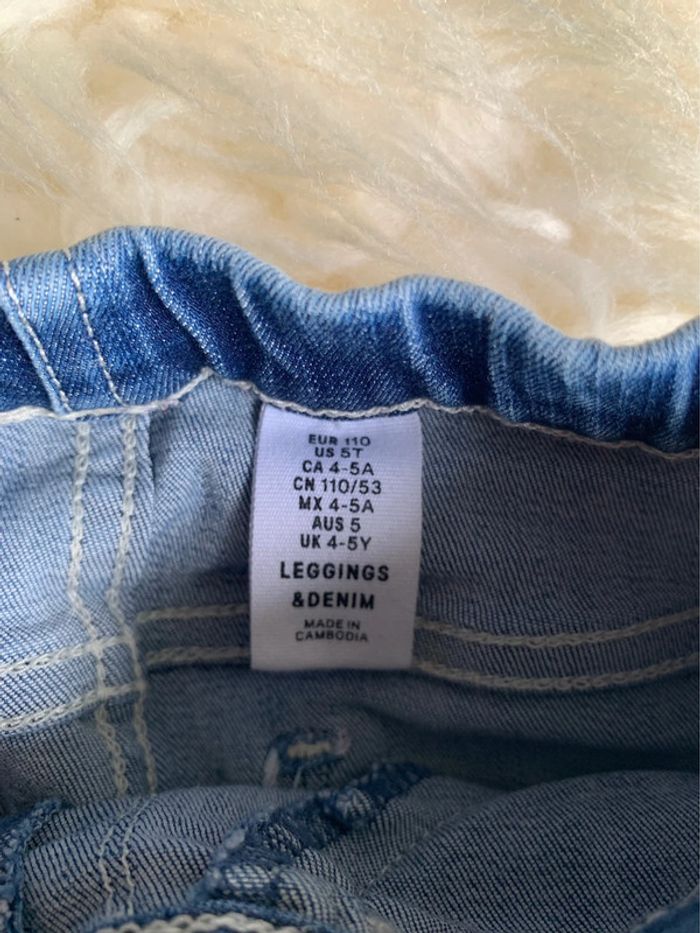 EUR 110
US 5T
CA 4-5A
CN 110/53
MX 4-5A
AUS 5
UK 4-5Y
LEGGINGS
&DENIM
MADE IN
CAMBODIA